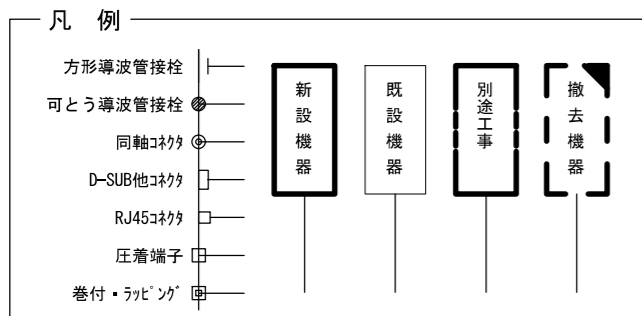 凡 例
方形導波管接栓
可とう導波管接栓
同軸ｺﾈｸﾀ
D-SUB他ｺﾈｸﾀ
RJ45ｺﾈｸﾀ
圧着端子
巻付・ﾗｯﾋﾟﾝｸﾞ
新設機器
既設機器
別途工事
撤去機器